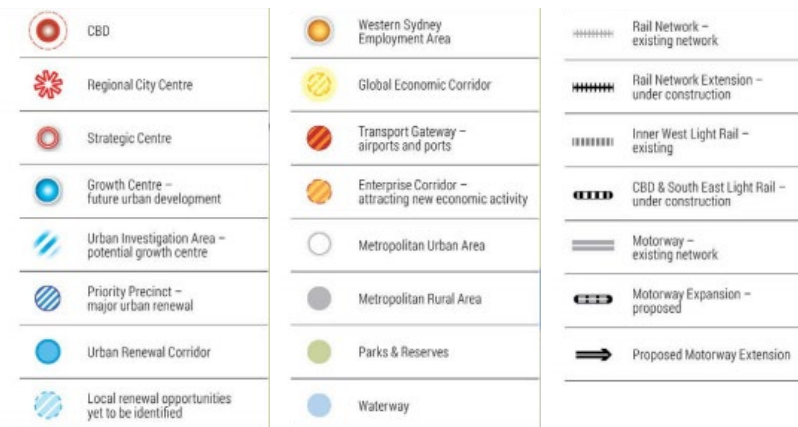 CBD
Regional City Centre
Strategic Centre
Growth Centre –
future urban development
Urban Investigation Area –
potential growth centre
Priority Precinct –
major urban renewal
Urban Renewal Corridor
Local renewal opportunities
yet to be identified
Western Sydney
Employment Area
Global Economic Corridor
Transport Gateway –
airports and ports
Enterprise Corridor –
attracting new economic activity
Metropolitan Urban Area
Metropolitan Rural Area
Parks & Reserves
Waterway
Rail Network –
existing network
Rail Network Extension –
under construction
Inner West Light Rail –
existing
CBD & South East Light Rail –
under construction
Motorway –
existing network
Motorway Expansion –
proposed
Proposed Motorway Extension